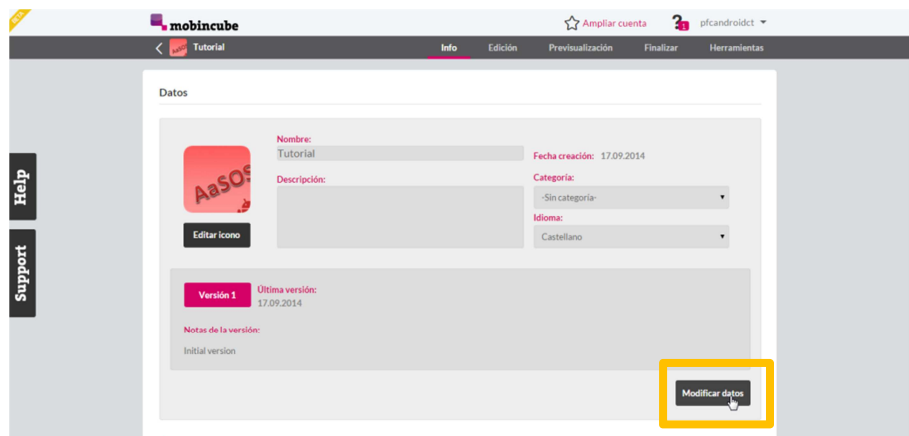 BETA
mobincube
Ampliar cuenta
pfcandroidct
Tutorial
Info Edición Previsualización Finalizar Herramientas
Datos
Help
Support
AaSOS
Editar icono
Nombre:
Tutorial
Descripción:
Fecha creación: 17.09.2014
Categoría:
-Sin categoría-
Idioma:
Castellano
Versión 1
Última versión:
17.09.2014
Notas de la versión:
Initial version
Modificar datos